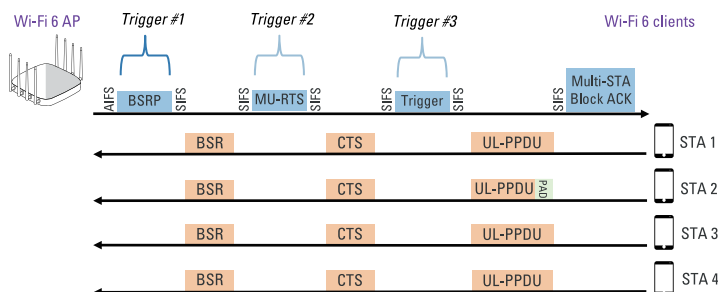 Wi-Fi 6 AP
Trigger #1
Trigger #2
Trigger #3
Wi-Fi 6 clients
AIFS
BSRP
SIFS
SIFS
MU-RTS
SIFS
SIFS
Trigger
SIFS
SIFS
Multi-STA
Block ACK
BSR
CTS
UL-PPDU
STA 1
BSR
CTS
UL-PPDU
PAD
STA 2
BSR
CTS
UL-PPDU
STA 3
BSR
CTS
UL-PPDU
STA 4